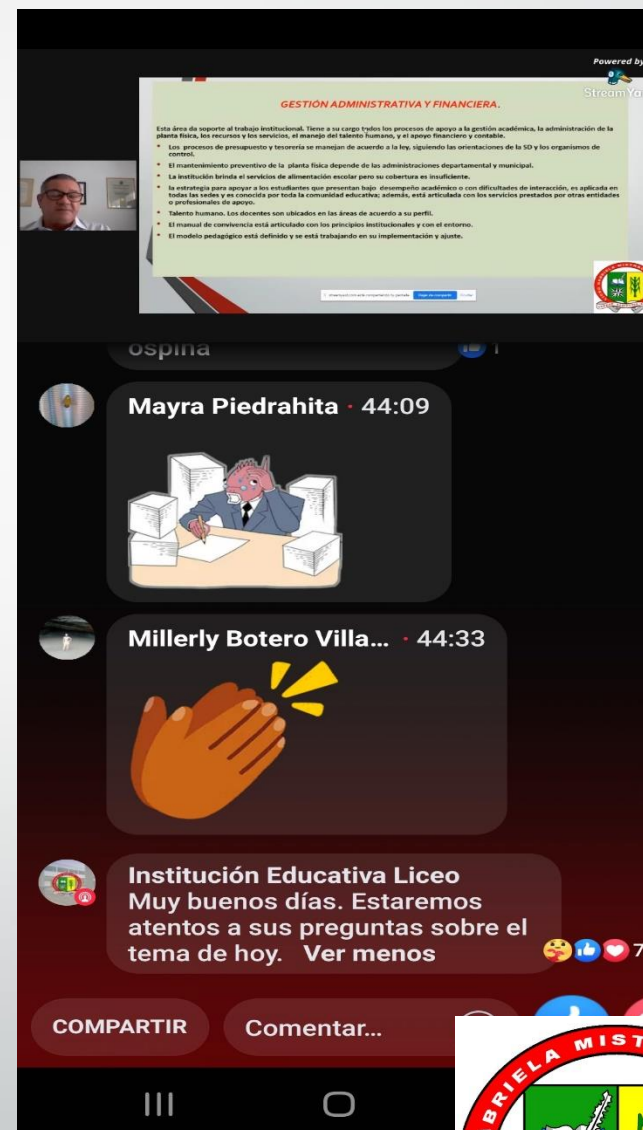 Powered by
StreamYa
GESTIÓN ADMINISTRATIVA Y FINANCIERA.
Esta área da soporte al trabajo institucional. Tiene a su cargo todos los procesos de apoyo a la gestión académica, la administración de la
planta física, los recursos y los servicios, el manejo del talento humano, y el apoyo financiero y contable.
Los procesos de presupuesto y tesorería se manejan de acuerdo a la ley, siguiendo las orientaciones de la SD y los organismos de
control.
El mantenimiento preventivo de la planta física depende de las administraciones departamental y municipal.
La institución brinda el servicios de alimentación escolar pero su cobertura es insuficiente.
la estrategia para apoyar a los estudiantes que presentan bajo desempeño académico o con dificultades de interacción, es aplicada en
todas las sedes y es conocida por toda la comunidad educativa; además, está articulada con los servicios prestados por otras entidades
o profesionales de apoyo.
Talento humano. Los docentes son ubicados en las áreas de acuerdo a su perfil.
El manual de convivencia está articulado con los principios institucionales y con el entorno.
El modelo pedagógico está definido y se está trabajando en su implementación y ajuste.
ospina
1
Mayra Piedrahita · 44:09
Millerly Botero Villa... · 44:33
Institución Educativa Liceo
Muy buenos días. Estaremos
atentos a sus preguntas sobre el
tema de hoy. Ver menos
7
COMPARTIR
Comentar...
BRIELA MIST